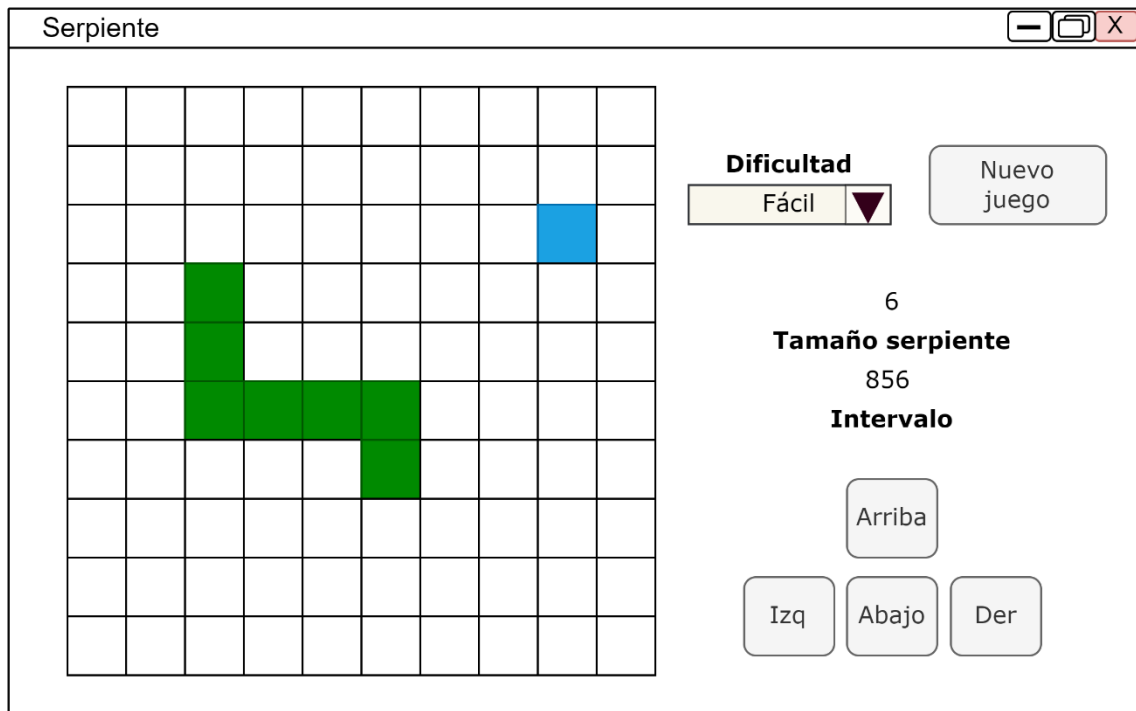 Serpiente
X
Dificultad
Fácil
Nuevo
juego
6
Tamaño serpiente
856
Intervalo
Arriba
Izq
Abajo
Der